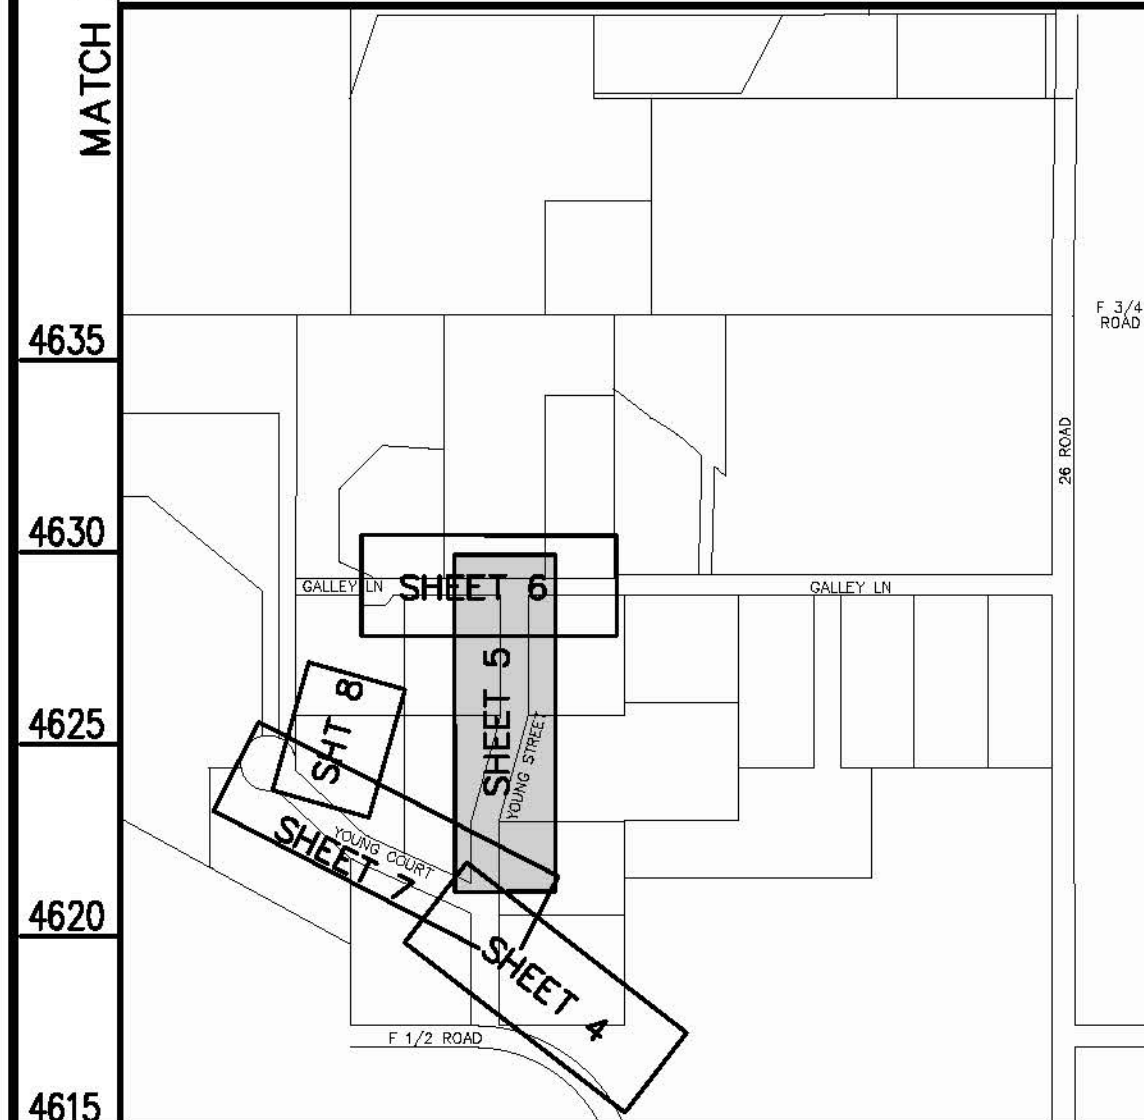 MATCH
F 3/4
ROAD
4635
26 ROAD
4630
GALLEY LN
SHEET 6
GALLEY LN
SHEET 5
SHT 8
4625
YOUNG STREET
SHEET 7
YOUNG COURT
4620
SHEET 4
F 1/2 ROAD
4615